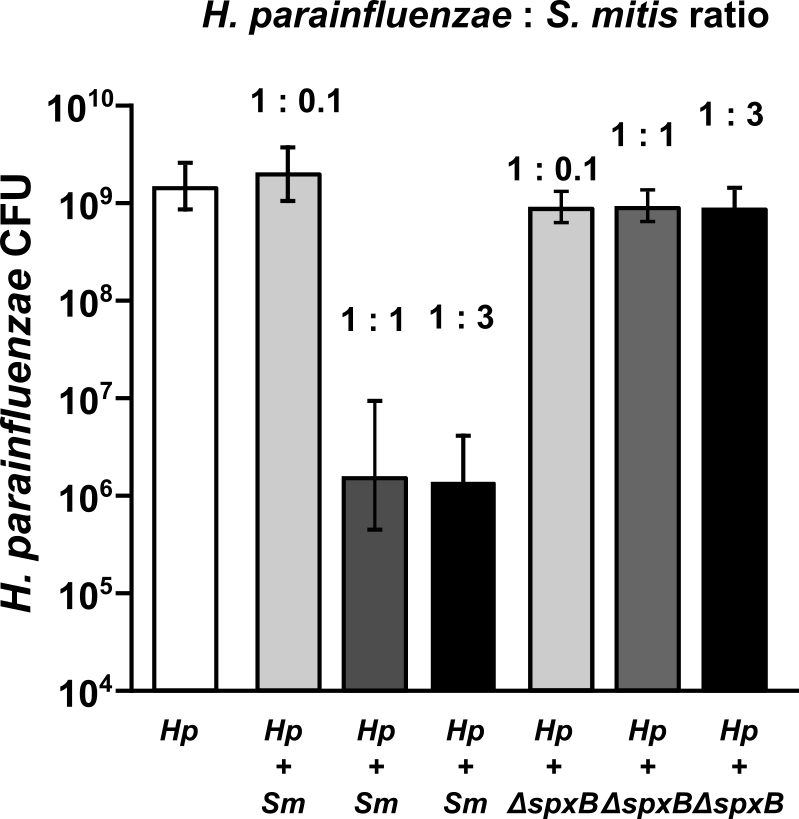 H. parainfluenzae : S. mitis ratio
H. parainfluenzae CFU
10¹⁰
10⁹
10⁸
10⁷
10⁶
10⁵
10⁴
1 : 0.1
1 : 1
1 : 3
1 : 0.1
1 : 1
1 : 3
Hp
Hp
+
Sm
Hp
+
Sm
Hp
+
Sm
Hp
+
ΔspxB
Hp
+
ΔspxB
Hp
+
ΔspxB